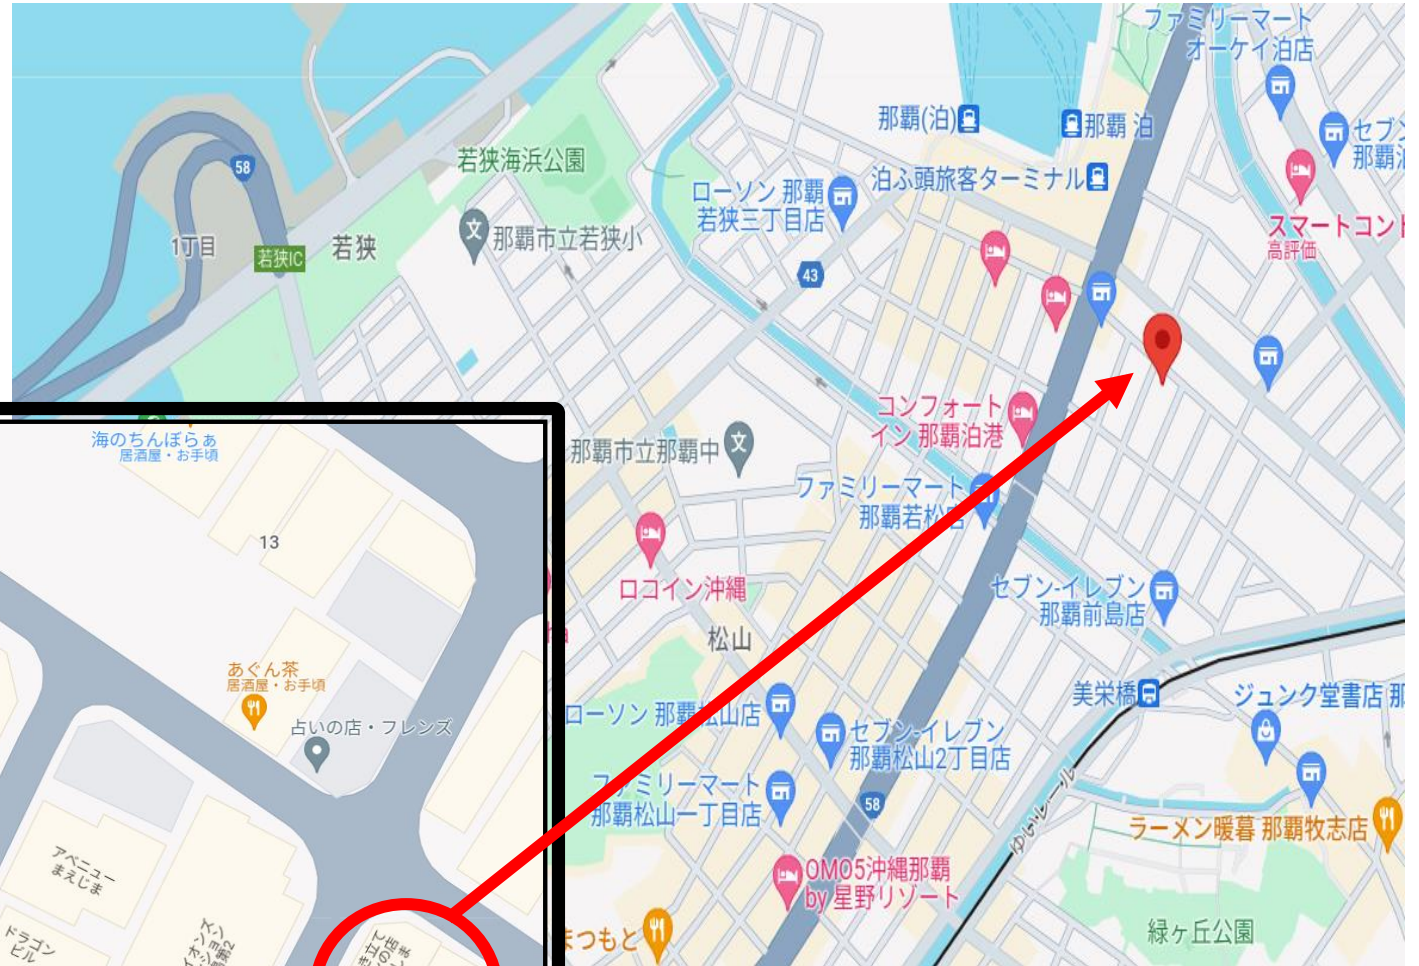 ファミリーマート
オーケイ泊店
那覇(泊)
那覇 泊
セブン
若狭海浜公園
ローソン 那覇
若狭三丁目店
泊ふ頭旅客ターミナル
58
1丁目
若狭IC
若狭
那覇市立若狭小
43
スマートコント
高評価
コンフォート
イン 那覇泊港
海のちんぼらぁ
居酒屋・お手頃
那覇市立那覇中
ファミリーマート
那覇若松店
13
ロコイン沖縄
松山
セブン-イレブン
那覇前島店
あぐん茶
居酒屋・お手頃
占いの店・フレンズ
美栄橋
ジュンク堂書店 那
ローソン 那覇松山店
セブン-イレブン
那覇松山2丁目店
ファミリーマート
那覇松山一丁目店
58
ゆいレール
ラーメン暖暮 那覇牧志店
アベニュー
まえじま
OMO5沖縄那覇
by 星野リゾート
ドラゴン
ビル
まつもと
緑ヶ丘公園